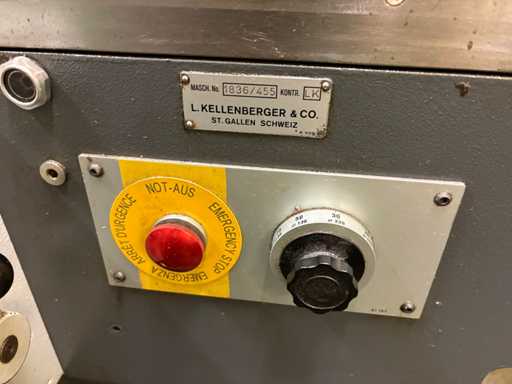 MASCH. No. 1836/455 KONTR. LK
L. KELLENBERGER & CO.
ST. GALLEN SCHWEIZ
NOT-AUS
EMERGENCY STOP
EMERGENZA
ARRET D'URGENCE